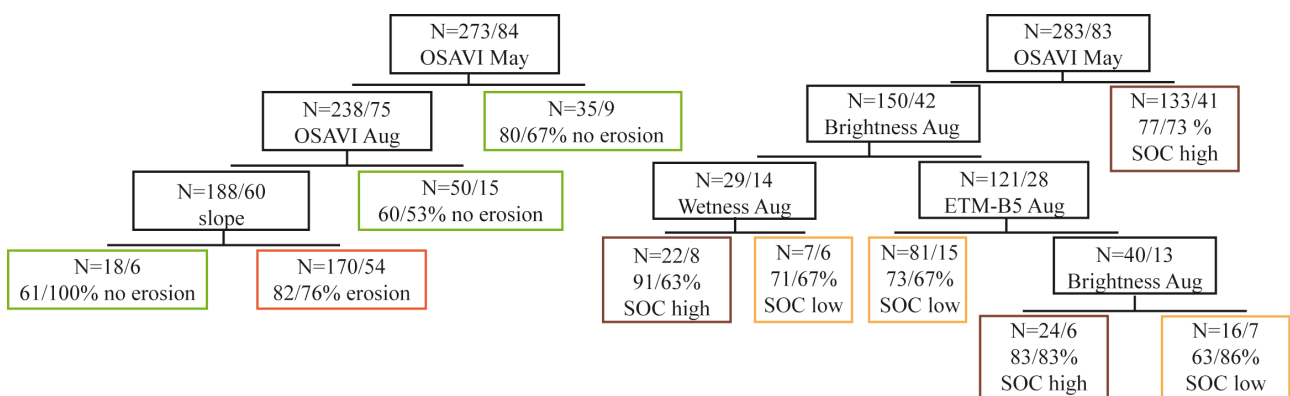 N=273/84
OSAVI May
N=238/75
OSAVI Aug
N=35/9
80/67% no erosion
N=188/60
slope
N=50/15
60/53% no erosion
N=18/6
61/100% no erosion
N=170/54
82/76% erosion
N=283/83
OSAVI May
N=150/42
Brightness Aug
N=133/41
77/73 %
SOC high
N=29/14
Wetness Aug
N=121/28
ETM-B5 Aug
N=22/8
91/63%
SOC high
N=7/6
71/67%
SOC low
N=81/15
73/67%
SOC low
N=40/13
Brightness Aug
N=24/6
83/83%
SOC high
N=16/7
63/86%
SOC low